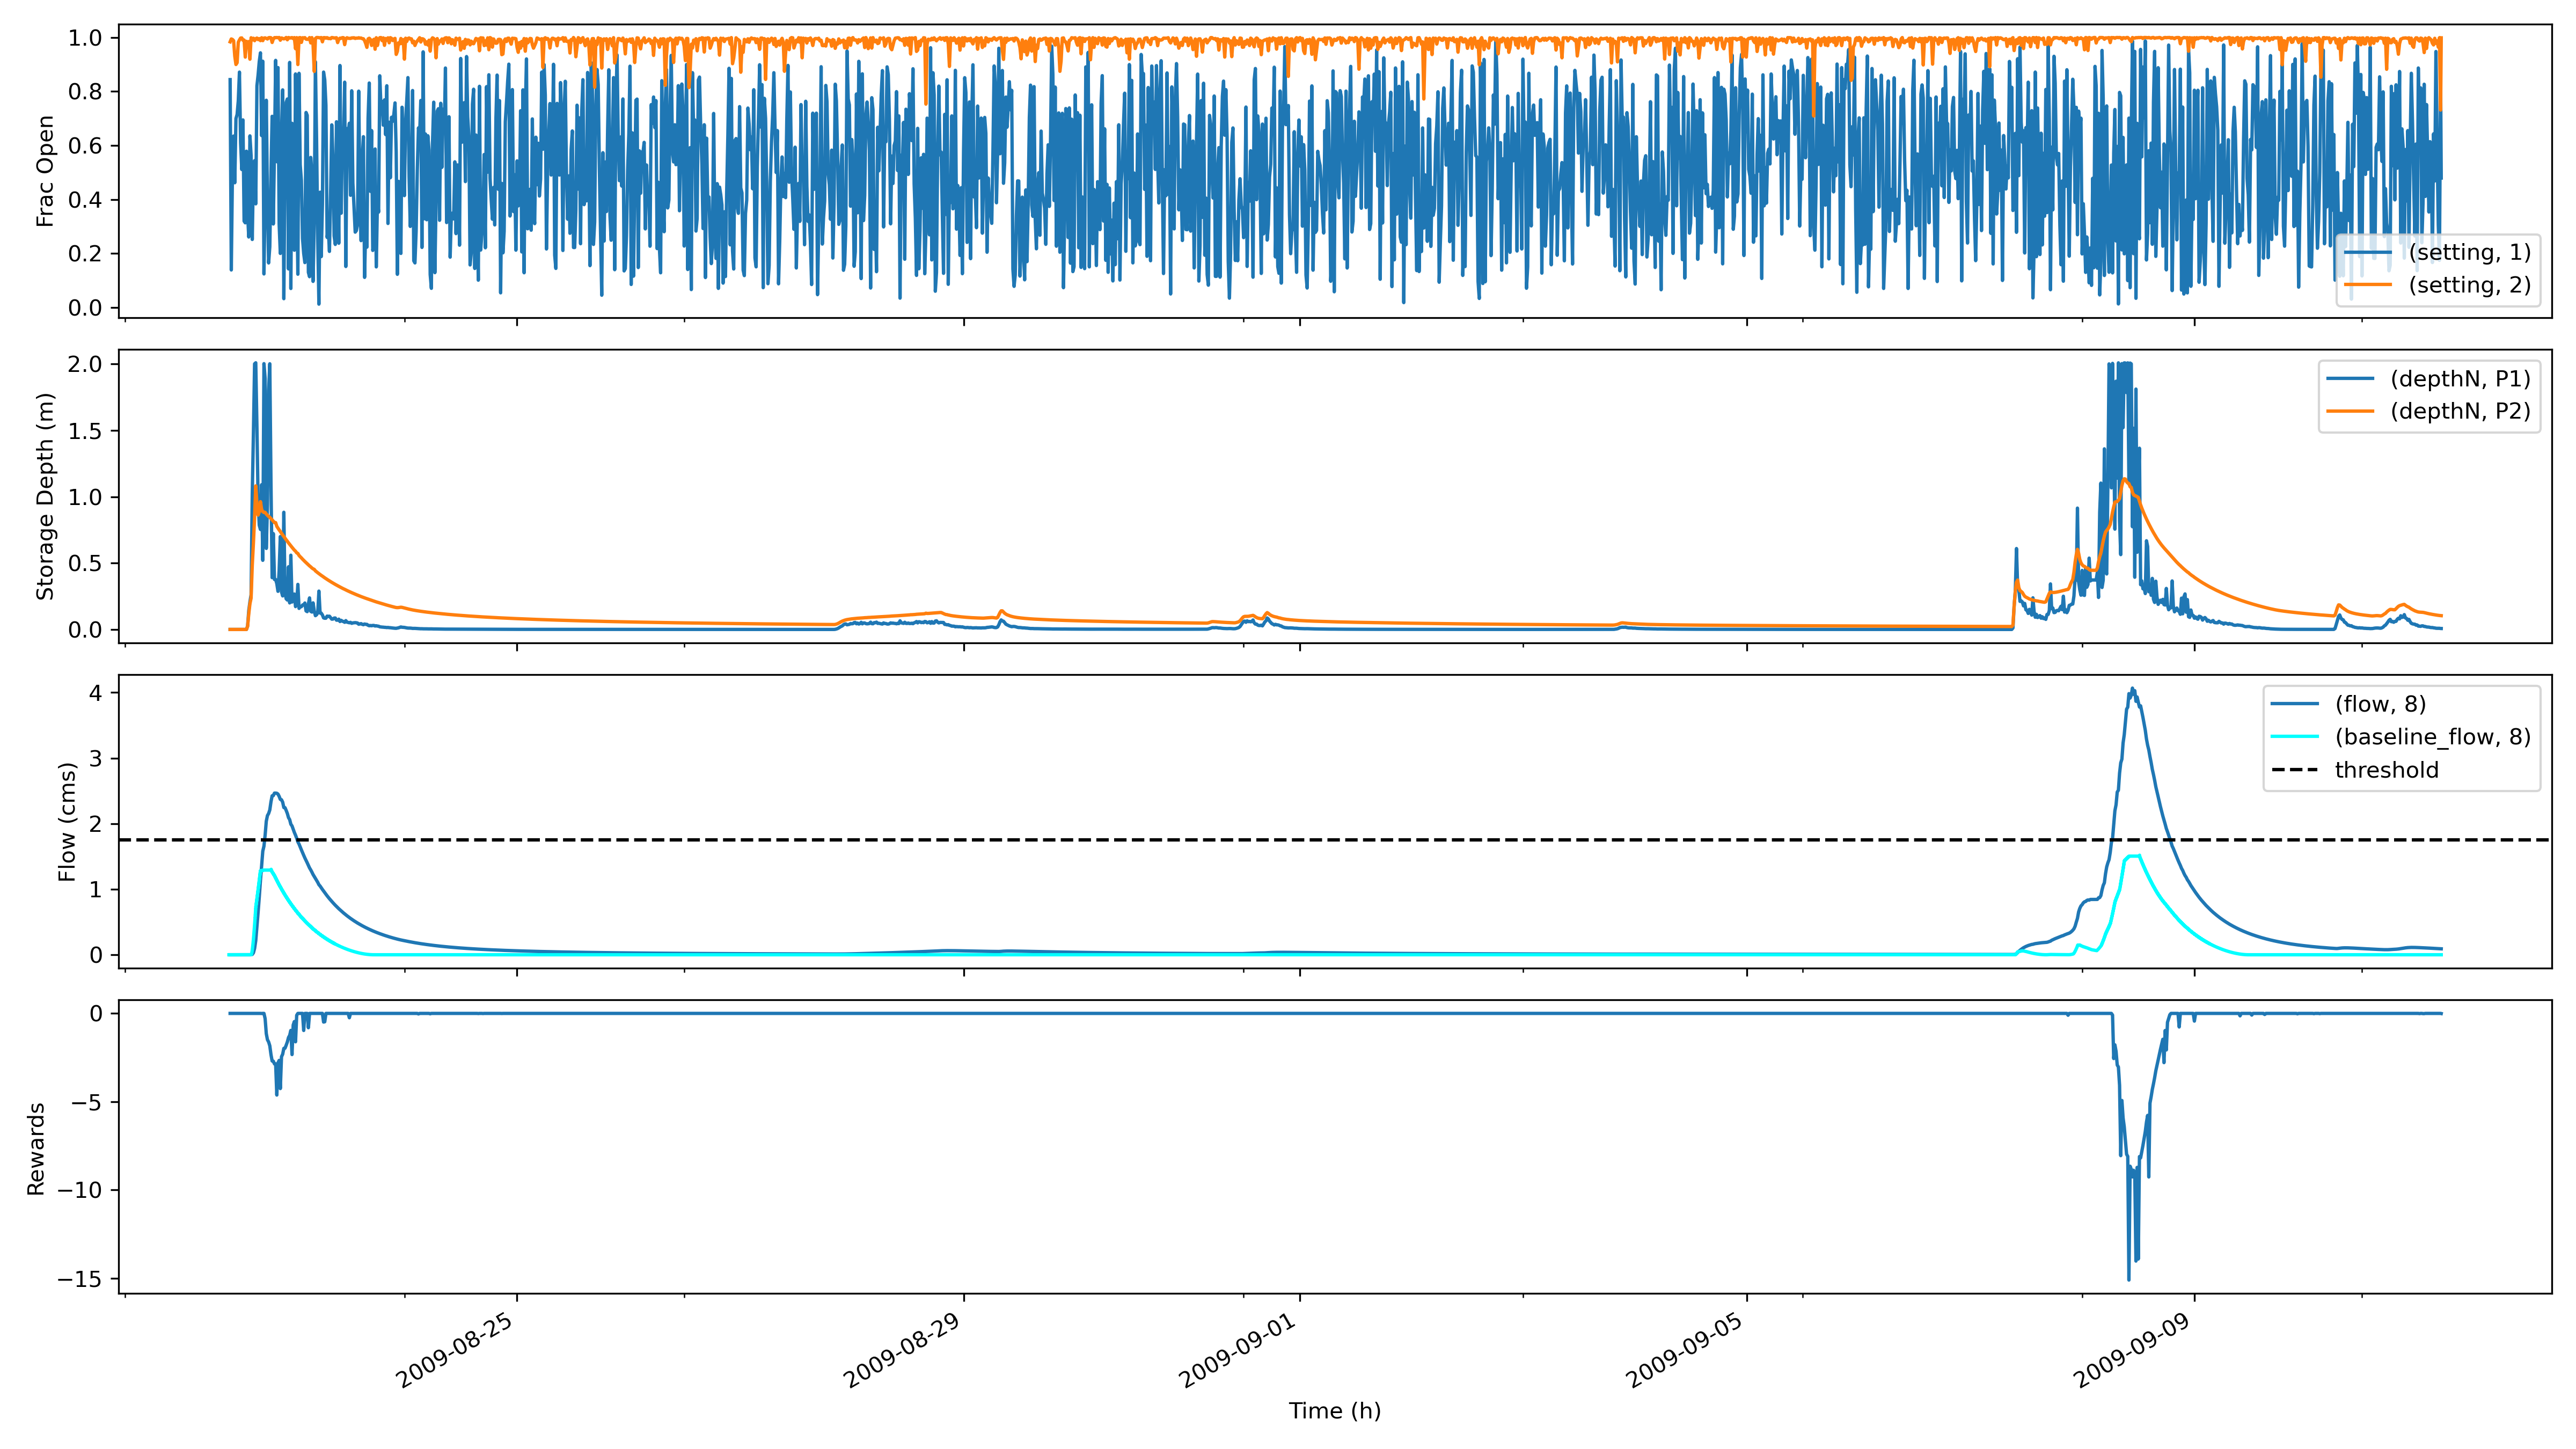 1.0
0.8
0.6
0.4
0.2
0.0
Frac Open
(setting, 1)
(setting, 2)
2.0
1.5
1.0
0.5
0.0
Storage Depth (m)
(depthN, P1)
(depthN, P2)
4
3
2
1
0
Flow (cms)
(flow, 8)
(baseline_flow, 8)
threshold
0
−5
−10
−15
Rewards
2009-08-25
2009-08-29
2009-09-01
2009-09-05
2009-09-09
Time (h)